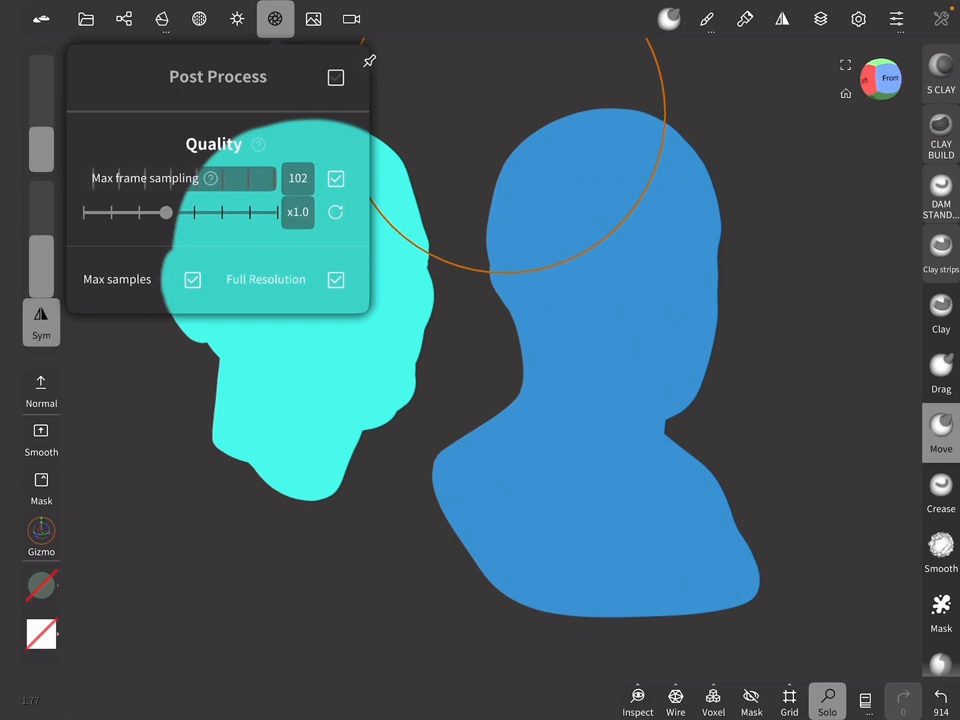 Post Process
Quality ?
Max frame sampling ? 102
x1.0
Max samples Full Resolution
Sym
Normal
Smooth
Mask
Gizmo
1.77
Front
S CLAY
CLAY
BUILD
DAM
STAND...
Clay strips
Clay
Drag
Move
Crease
Smooth
Mask
Inspect Wire Voxel Mask Grid Solo ... 0 914